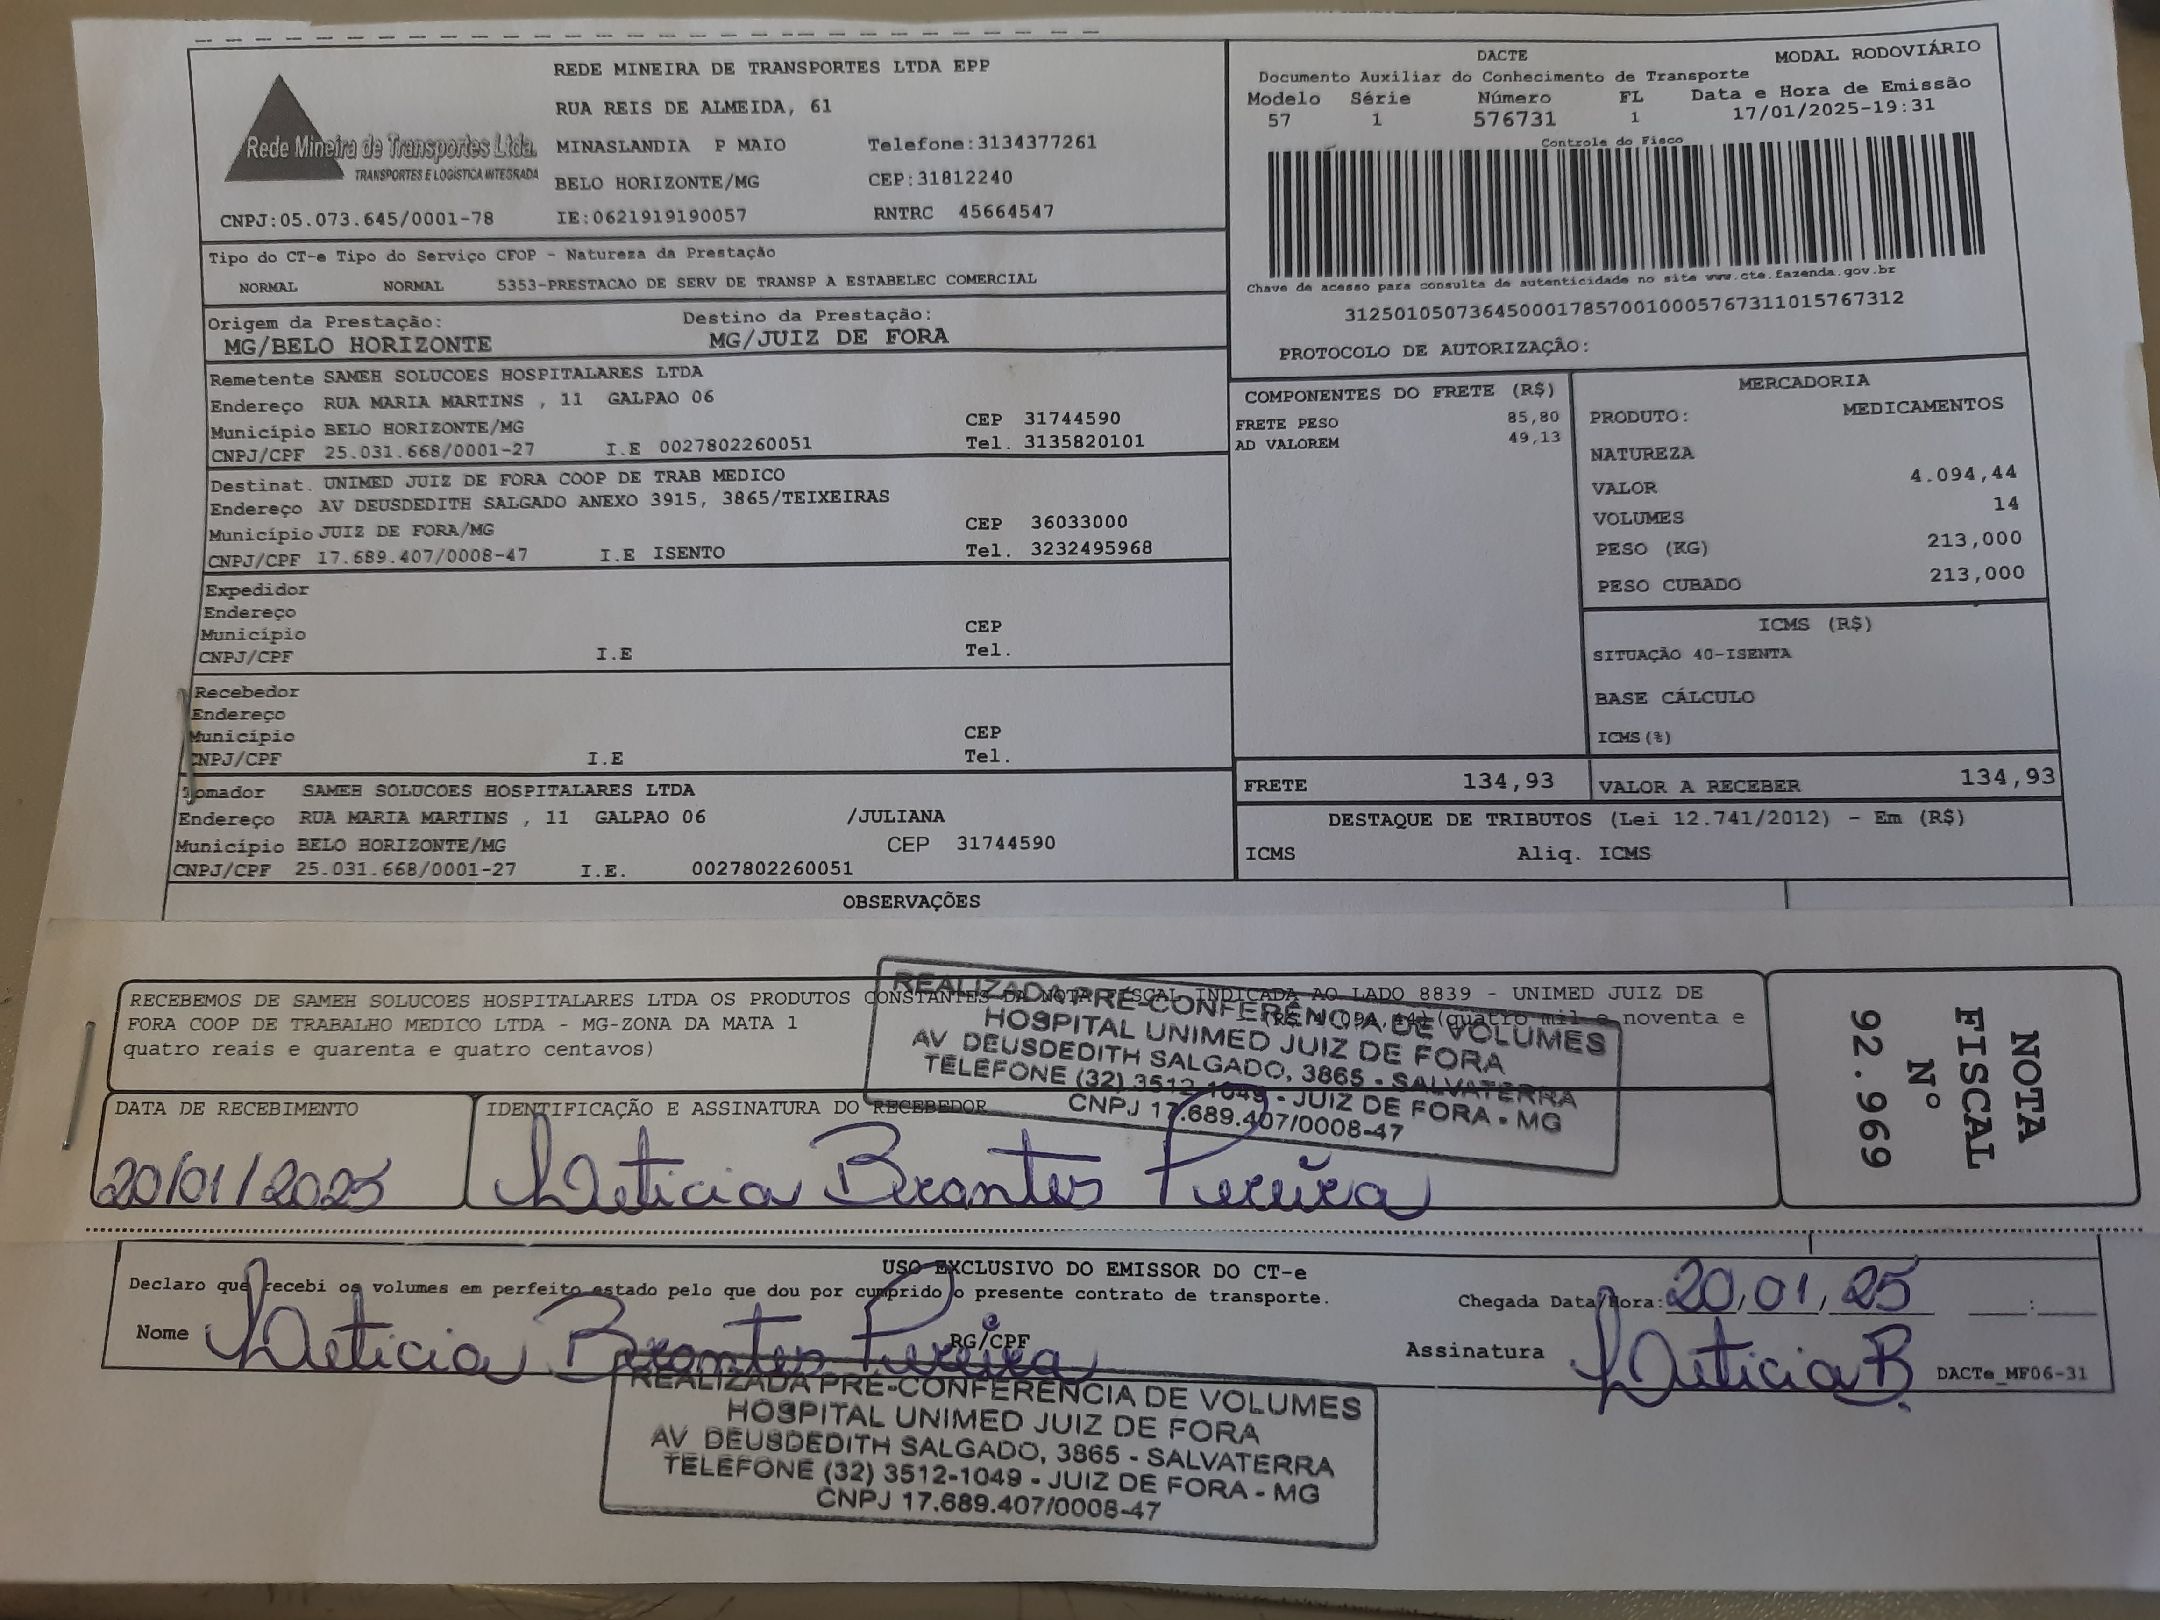 REDE MINEIRA DE TRANSPORTES LTDA EPP
RUA REIS DE ALMEIDA, 61
Rede Mineira de Transportes Ltda.
TRANSPORTES E LOGÍSTICA INTEGRADA
MINASLANDIA P MAIO Telefone:3134377261
BELO HORIZONTE/MG CEP:31812240
CNPJ:05.073.645/0001-78 IE:0621919190057 RNTRC 45664547
DACTE MODAL RODOVIÁRIO
Documento Auxiliar do Conhecimento de Transporte
Modelo Série Número FL Data e Hora de Emissão
57 1 576731 1 17/01/2025-19:31
Controle do Fisco
Chave de acesso para consulta de autenticidade no site www.cte.fazenda.gov.br
31250105073645000178570010005767311015767312
PROTOCOLO DE AUTORIZAÇÃO:
Tipo do CT-e Tipo do Serviço CFOP - Natureza da Prestação
NORMAL NORMAL 5353-PRESTACAO DE SERV DE TRANSP A ESTABELEC COMERCIAL
Origem da Prestação: Destino da Prestação:
MG/BELO HORIZONTE MG/JUIZ DE FORA
Remetente SAMEH SOLUCOES HOSPITALARES LTDA
Endereço RUA MARIA MARTINS , 11 GALPAO 06
Município BELO HORIZONTE/MG CEP 31744590
CNPJ/CPF 25.031.668/0001-27 I.E 0027802260051 Tel. 3135820101
Destinat. UNIMED JUIZ DE FORA COOP DE TRAB MEDICO
Endereço AV DEUSDEDITH SALGADO ANEXO 3915, 3865/TEIXEIRAS
Município JUIZ DE FORA/MG CEP 36033000
CNPJ/CPF 17.689.407/0008-47 I.E ISENTO Tel. 3232495968
Expedidor
Endereço
Município CEP
CNPJ/CPF I.E Tel.
Recebedor
Endereço
Município CEP
CNPJ/CPF I.E Tel.
Tomador SAMEH SOLUCOES HOSPITALARES LTDA
Endereço RUA MARIA MARTINS , 11 GALPAO 06 /JULIANA
Município BELO HORIZONTE/MG CEP 31744590
CNPJ/CPF 25.031.668/0001-27 I.E. 0027802260051
COMPONENTES DO FRETE (R$)
FRETE PESO 85,80
AD VALOREM 49,13
MERCADORIA
PRODUTO: MEDICAMENTOS
NATUREZA
VALOR 4.094,44
VOLUMES 14
PESO (KG) 213,000
PESO CUBADO 213,000
ICMS (R$)
SITUAÇÃO 40-ISENTA
BASE CÁLCULO
ICMS(%)
FRETE 134,93 VALOR A RECEBER 134,93
DESTAQUE DE TRIBUTOS (Lei 12.741/2012) - Em (R$)
ICMS Aliq. ICMS
OBSERVAÇÕES
RECEBEMOS DE SAMEH SOLUCOES HOSPITALARES LTDA OS PRODUTOS CONSTANTES DA NOTA FISCAL INDICADA AO LADO 8839 - UNIMED JUIZ DE
FORA COOP DE TRABALHO MEDICO LTDA - MG-ZONA DA MATA 1 - (R$ 4.094,44)(quatro mil e noventa e
quatro reais e quarenta e quatro centavos)
REALIZADA PRÉ-CONFERÊNCIA DE VOLUMES
HOSPITAL UNIMED JUIZ DE FORA
AV DEUSDEDITH SALGADO, 3865 - SALVATERRA
TELEFONE (32) 3512-1049 - JUIZ DE FORA - MG
CNPJ 17.689.407/0008-47
NOTA
FISCAL
Nº
92.969
DATA DE RECEBIMENTO IDENTIFICAÇÃO E ASSINATURA DO RECEBEDOR
20/01/2025 Leticia Brantes Pereira
USO EXCLUSIVO DO EMISSOR DO CT-e
Declaro que recebi os volumes em perfeito estado pelo que dou por cumprido o presente contrato de transporte.
Chegada Data/Hora: 20,01,25 :
Nome Leticia Brantes Pereira RG/CPF Assinatura Leticia B. DACTe_MF06-31
REALIZADA PRÉ-CONFERÊNCIA DE VOLUMES
HOSPITAL UNIMED JUIZ DE FORA
AV DEUSDEDITH SALGADO, 3865 - SALVATERRA
TELEFONE (32) 3512-1049 - JUIZ DE FORA - MG
CNPJ 17.689.407/0008-47